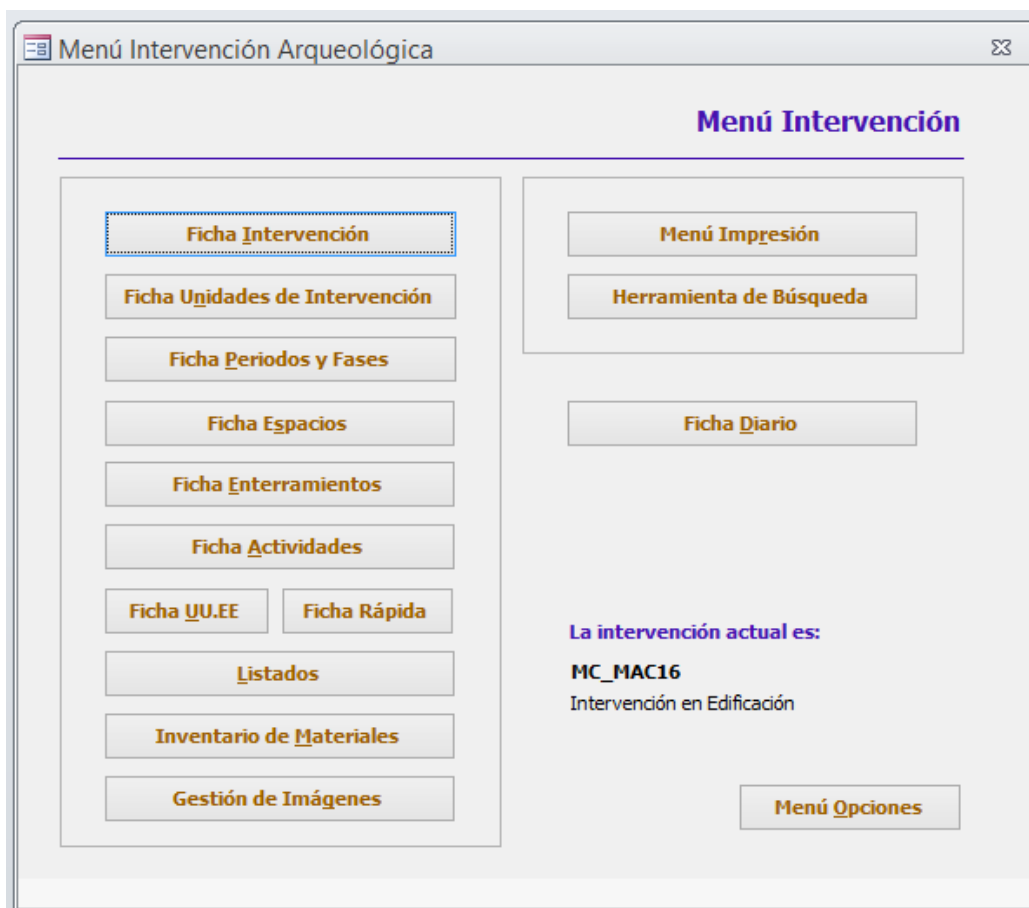 Menú Intervención Arqueológica
Menú Intervención
Ficha Intervención
Ficha Unidades de Intervención
Ficha Periodos y Fases
Ficha Espacios
Ficha Enterramientos
Ficha Actividades
Ficha UU.EE
Ficha Rápida
Listados
Inventario de Materiales
Gestión de Imágenes
Menú Impresión
Herramienta de Búsqueda
Ficha Diario
La intervención actual es:
MC_MAC16
Intervención en Edificación
Menú Opciones